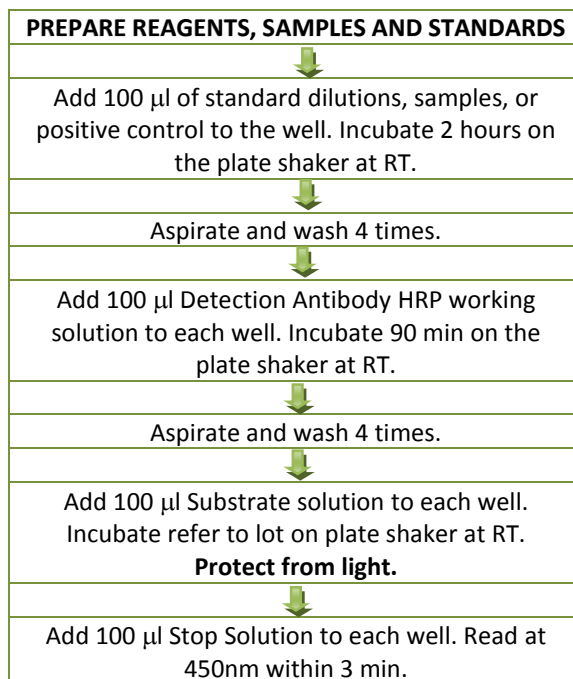 PREPARE REAGENTS, SAMPLES AND STANDARDS
Add 100 μl of standard dilutions, samples, or
positive control to the well. Incubate 2 hours on
the plate shaker at RT.
Aspirate and wash 4 times.
Add 100 μl Detection Antibody HRP working
solution to each well. Incubate 90 min on the
plate shaker at RT.
Aspirate and wash 4 times.
Add 100 μl Substrate solution to each well.
Incubate refer to lot on plate shaker at RT.
Protect from light.
Add 100 μl Stop Solution to each well. Read at
450nm within 3 min.